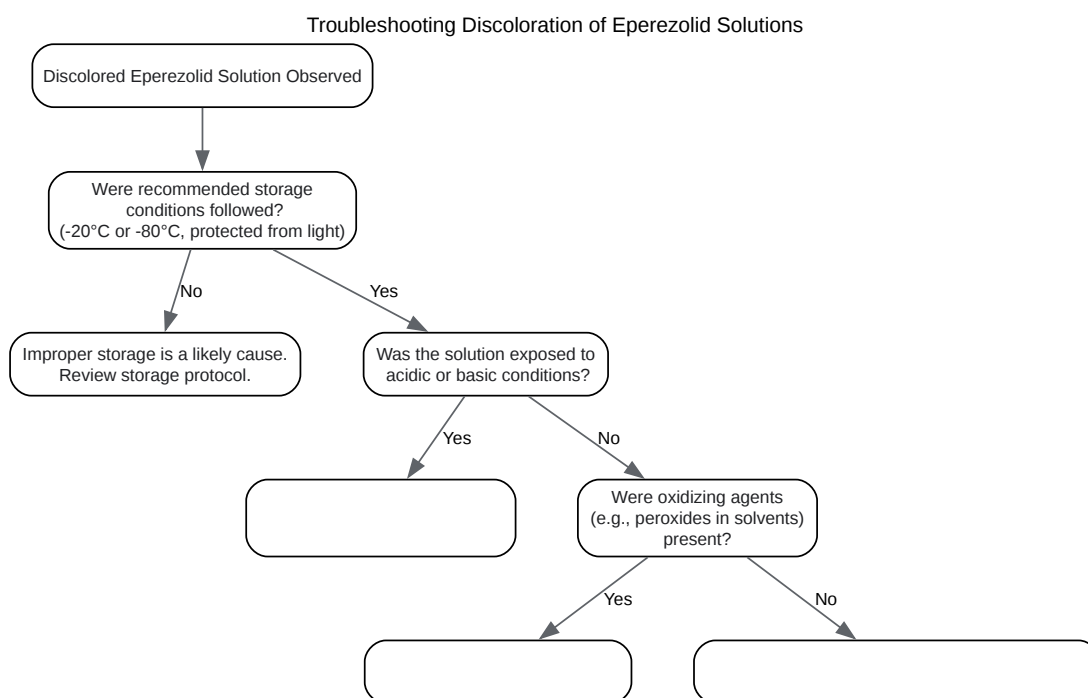 Troubleshooting Discoloration of Eperezolid Solutions
Discolored Eperezolid Solution Observed
Were recommended storage
conditions followed?
(-20°C or -80°C, protected from light)
No
Yes
Improper storage is a likely cause.
Review storage protocol.
Was the solution exposed to
acidic or basic conditions?
Yes
No
Were oxidizing agents
(e.g., peroxides in solvents)
present?
Yes
No